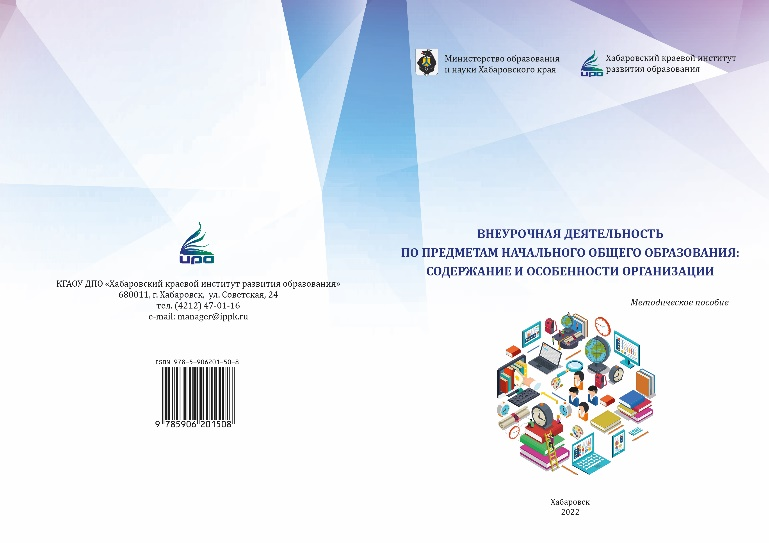 ИРО
КГАОУ ДПО «Хабаровский краевой институт развития образования»
680011, г. Хабаровск, ул. Советская, 24
тел. (4212) 47-01-16
e-mail: manager@ippk.ru
ISBN 978-5-906201-50-8
9 785906 201508
Министерство образования
и науки Хабаровского края
ИРО
Хабаровский краевой институт
развития образования
ВНЕУРОЧНАЯ ДЕЯТЕЛЬНОСТЬ
ПО ПРЕДМЕТАМ НАЧАЛЬНОГО ОБЩЕГО ОБРАЗОВАНИЯ:
СОДЕРЖАНИЕ И ОСОБЕННОСТИ ОРГАНИЗАЦИИ
Методическое пособие
Хабаровск
2022